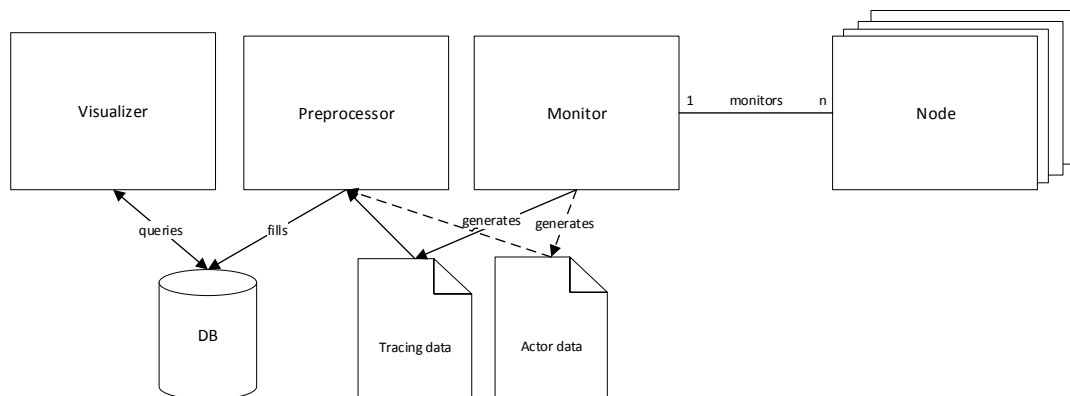 Visualizer
Preprocessor
Monitor
1 monitors n
Node
queries
fills
generates
generates
DB
Tracing data
Actor data